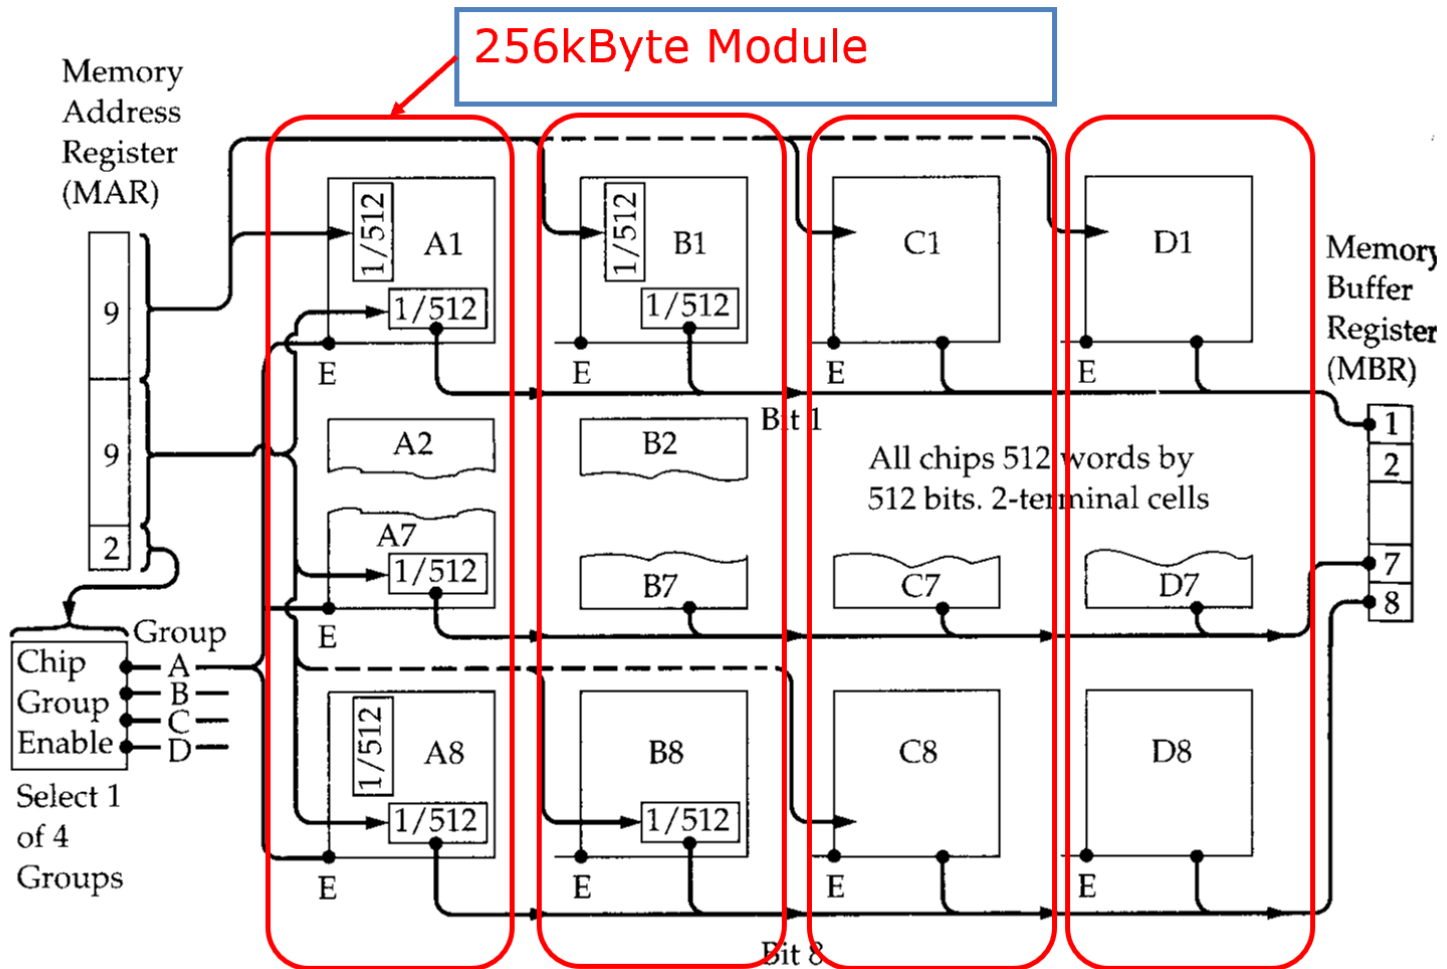 256kByte Module
Memory
Address
Register
(MAR)
9
9
2
1/512
A1
1/512
E
1/512
B1
1/512
E
C1
E
D1
E
Bit 1
Memory
Buffer
Register
(MBR)
1
2
7
8
A2
B2
All chips 512 words by
512 bits. 2-terminal cells
A7
1/512
E
B7
C7
D7
Group
Chip
Group
Enable
A
B
C
D
Select 1
of 4
Groups
1/512
A8
1/512
E
B8
1/512
E
C8
E
D8
E
Bit 8